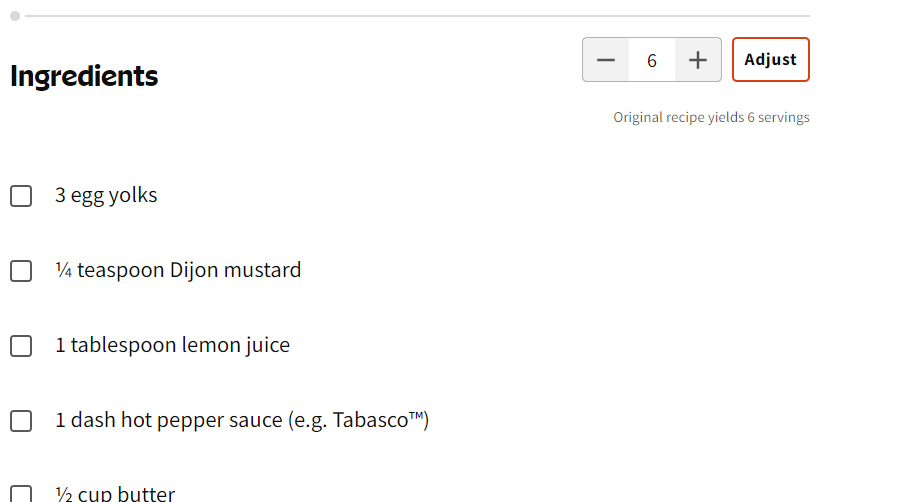 Ingredients
6
Adjust
Original recipe yields 6 servings
3 egg yolks
¼ teaspoon Dijon mustard
1 tablespoon lemon juice
1 dash hot pepper sauce (e.g. Tabasco™)
½ cup butter